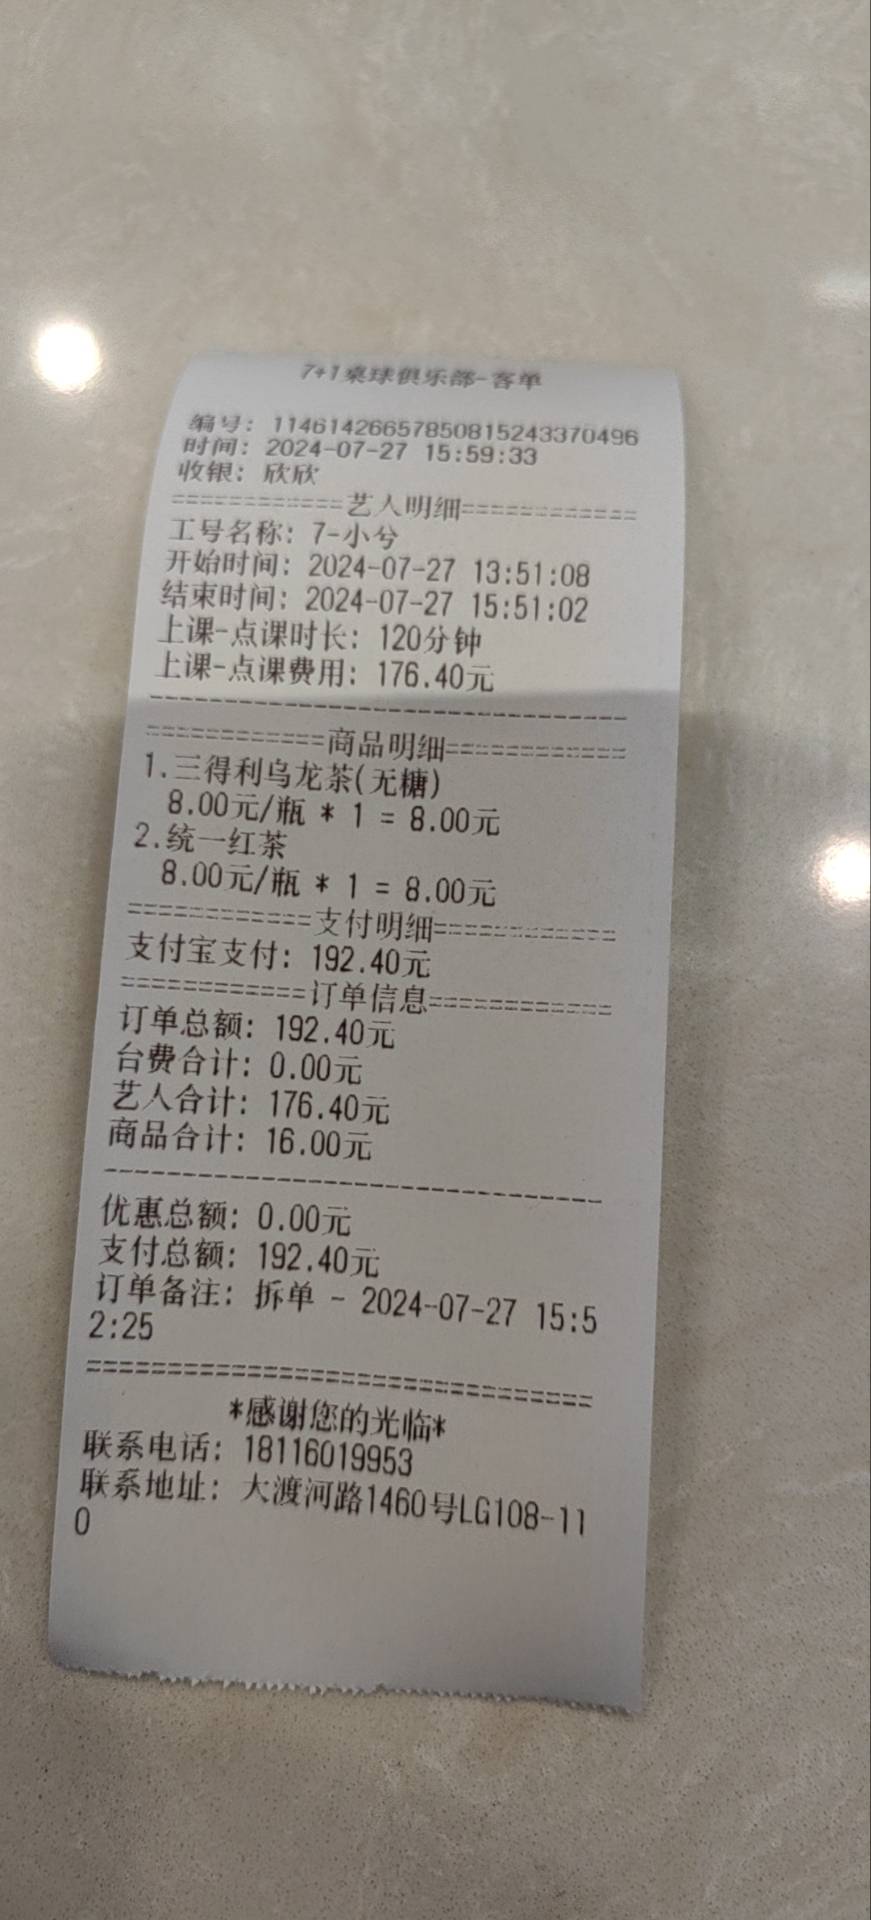 7+1桌球俱乐部-客单
编号: 1146142665785081524337​0496
时间: 2024-07-27 15:59:33
收银: 欣欣
============艺人明细============
工号名称: 7-小兮
开始时间: 2024-07-27 13:51:08
结束时间: 2024-07-27 15:51:02
上课-点课时长: 120分钟
上课-点课费用: 176.40元
--------------------------------
============商品明细============
1.三得利乌龙茶(无糖)
8.00元/瓶 * 1 = 8.00元
2.统一红茶
8.00元/瓶 * 1 = 8.00元
============支付明细============
支付宝支付: 192.40元
============订单信息============
订单总额: 192.40元
台费合计: 0.00元
艺人合计: 176.40元
商品合计: 16.00元
--------------------------------
优惠总额: 0.00元
支付总额: 192.40元
订单备注: 拆单 - 2024-07-27 15:5
2:25
================================
*感谢您的光临*
联系电话: 18116019953
联系地址: 大渡河路1460号LG108-11
0